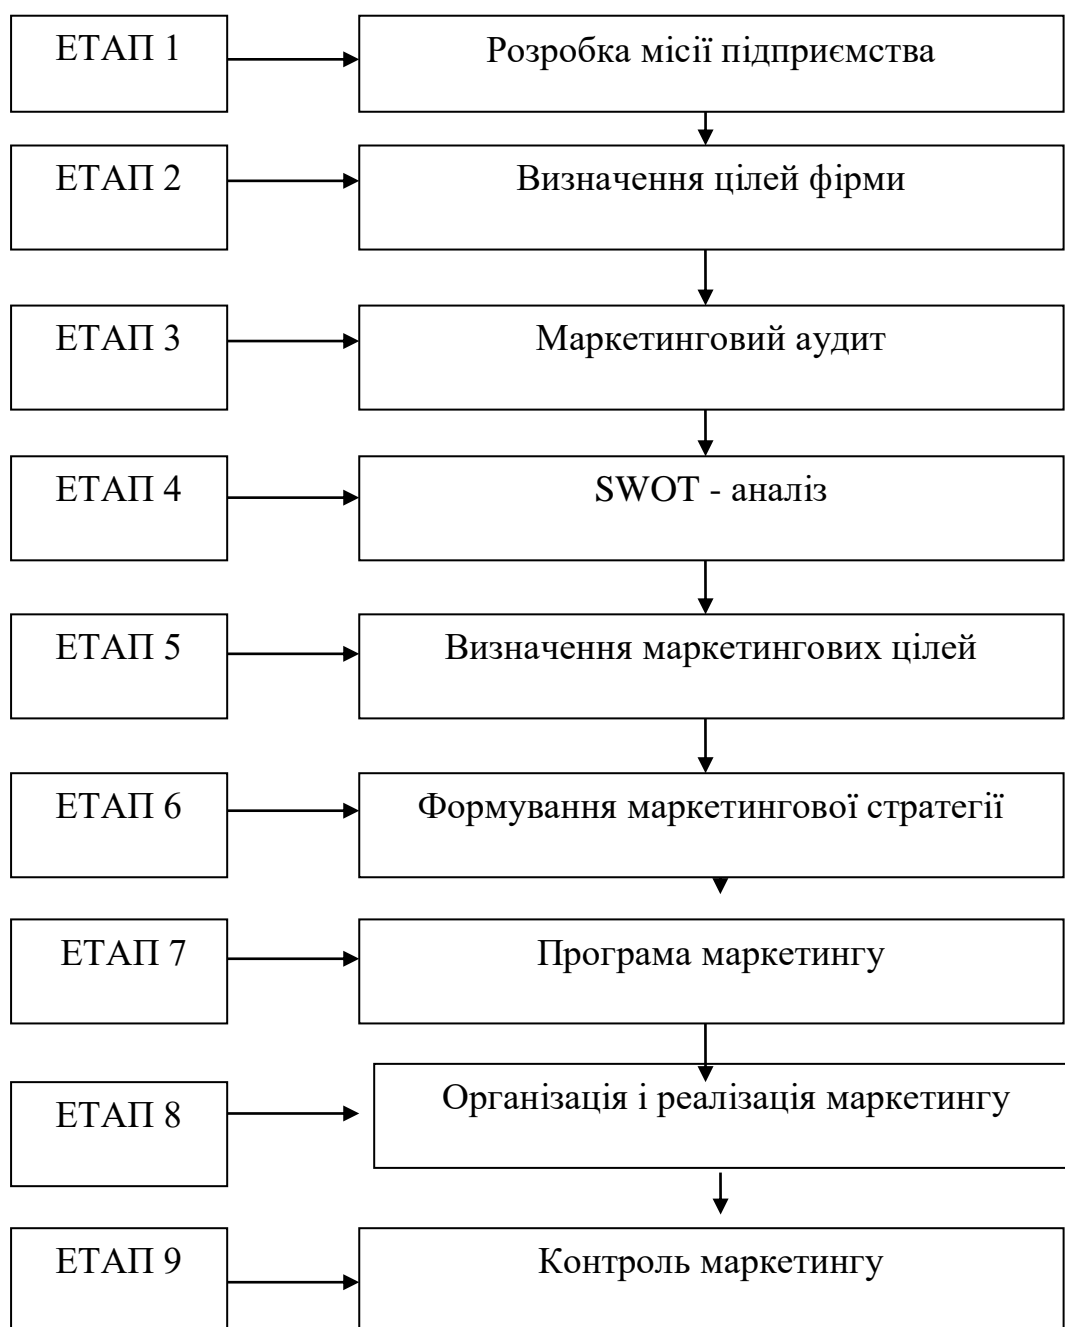 ЕТАП 1
Розробка місії підприємства
ЕТАП 2
Визначення цілей фірми
ЕТАП 3
Маркетинговий аудит
ЕТАП 4
SWOT - аналіз
ЕТАП 5
Визначення маркетингових цілей
ЕТАП 6
Формування маркетингової стратегії
ЕТАП 7
Програма маркетингу
ЕТАП 8
Організація і реалізація маркетингу
ЕТАП 9
Контроль маркетингу